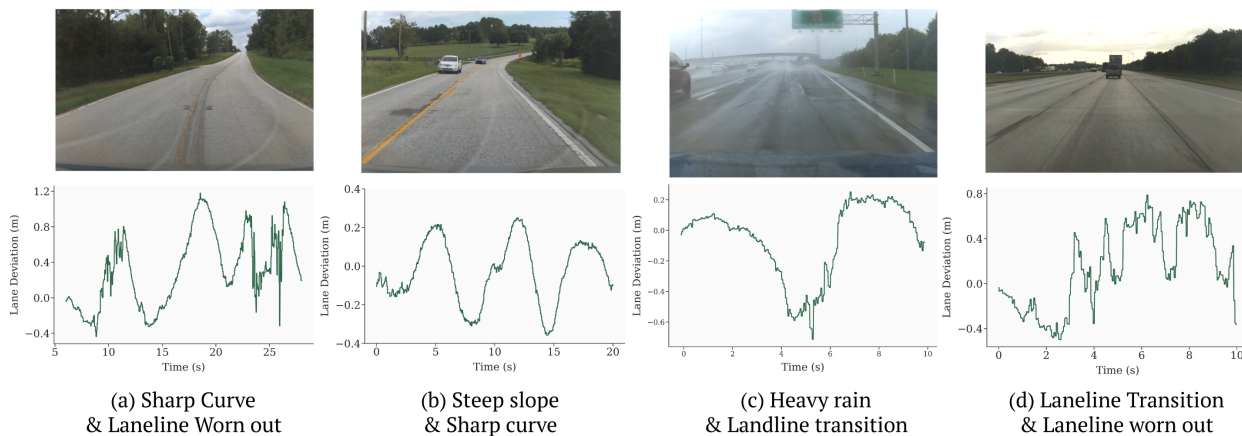 Lane Deviation (m)
1.2
0.8
0.4
0.0
−0.4
5
10
15
20
25
Time (s)
(a) Sharp Curve
& Laneline Worn out
Lane Deviation (m)
0.4
0.2
0.0
−0.2
0.4
0
5
10
15
20
Time (s)
(b) Steep slope
& Sharp curve
Lane Deviation (m)
0.2
0.0
−0.2
−0.4
−0.6
0
2
4
6
8
10
Time (s)
(c) Heavy rain
& Landline transition
Lane Deviation (m)
0.8
0.4
0.0
−0.4
0
2
4
6
8
10
Time (s)
(d) Laneline Transition
& Laneline worn out